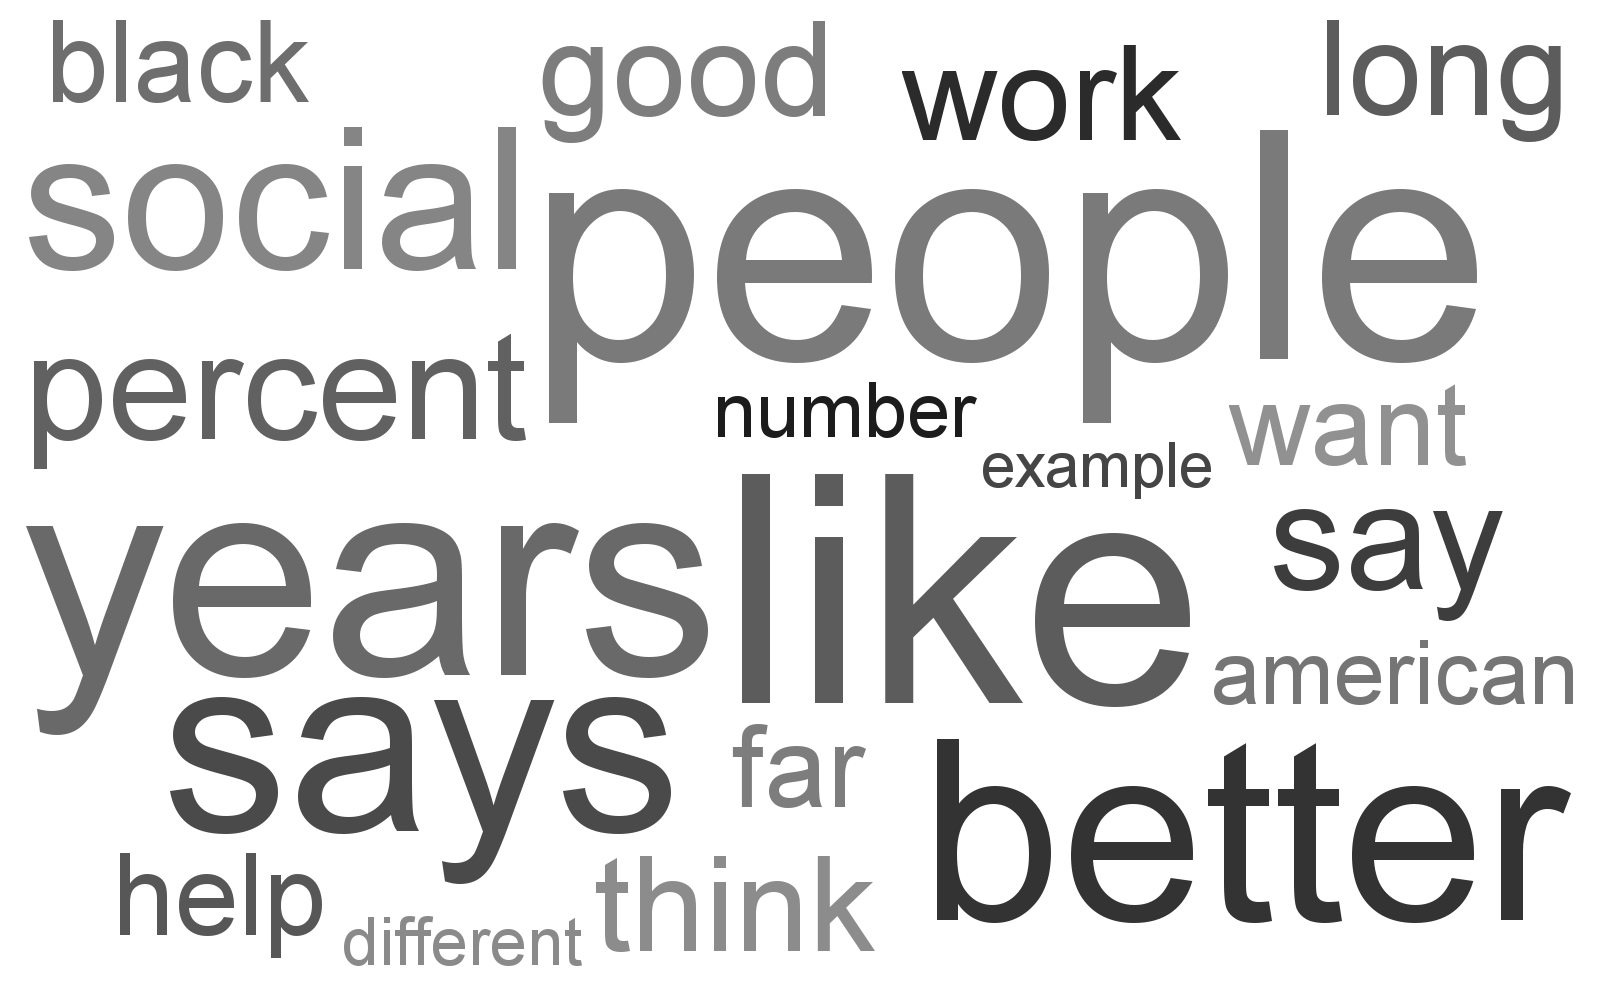 black
good
work
long
social
people
percent
number
want
example
years
like
say
american
says
far
better
help
think
different